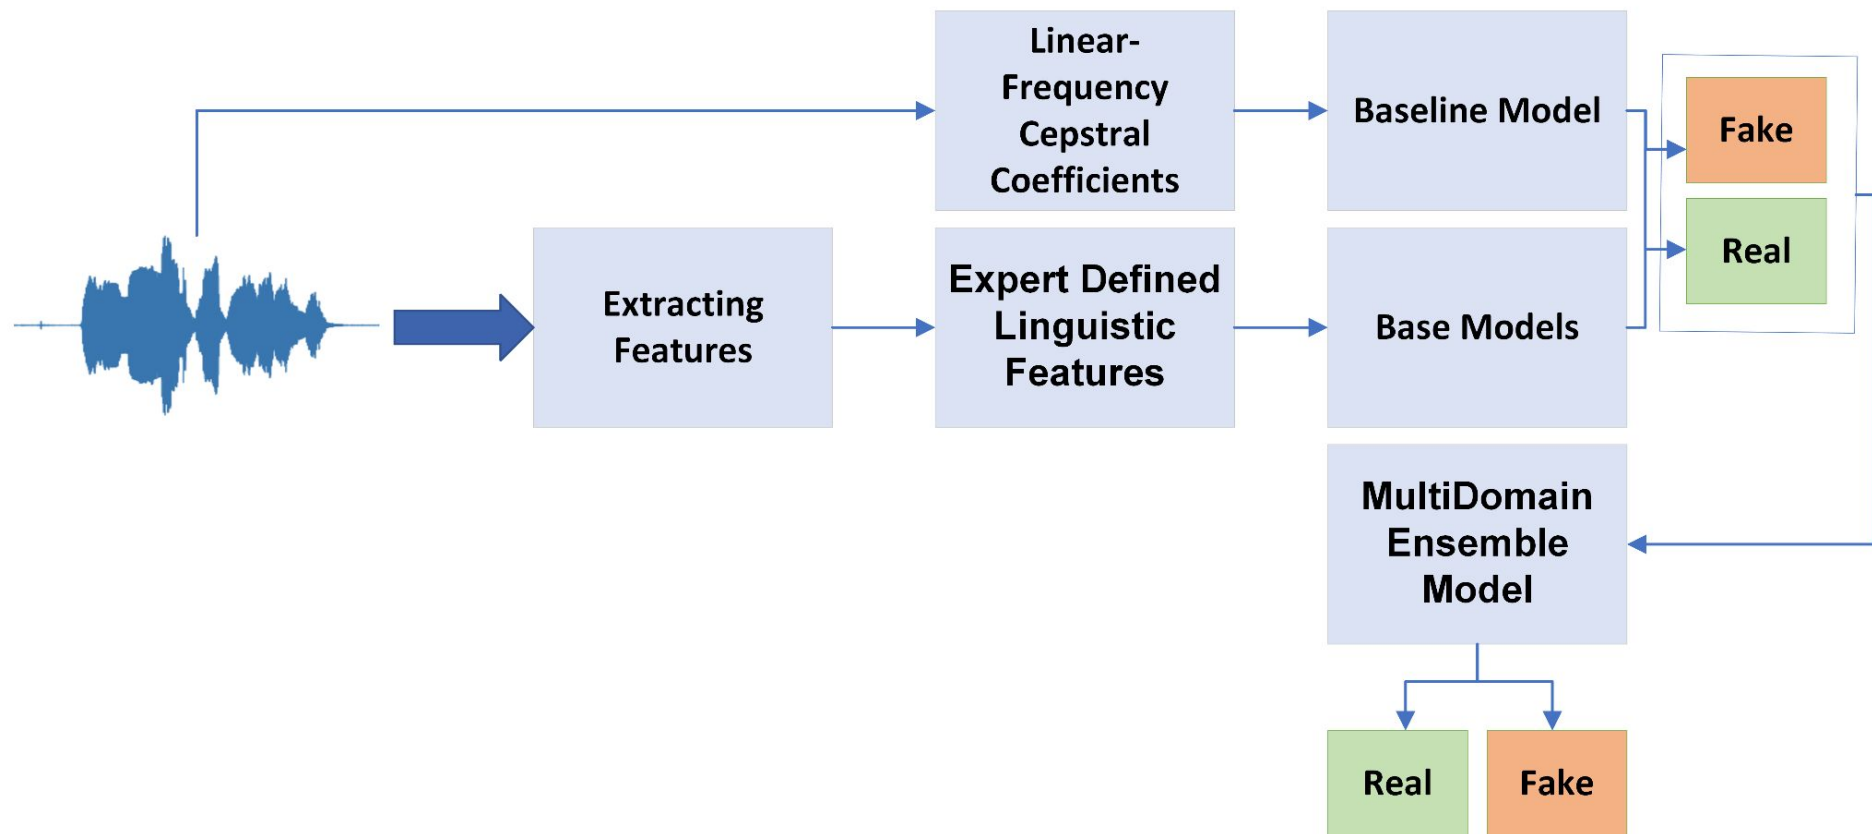 Linear-
Frequency
Cepstral
Coefficients
Baseline Model
Fake
Real
Extracting
Features
Expert Defined
Linguistic
Features
Base Models
MultiDomain
Ensemble
Model
Real
Fake